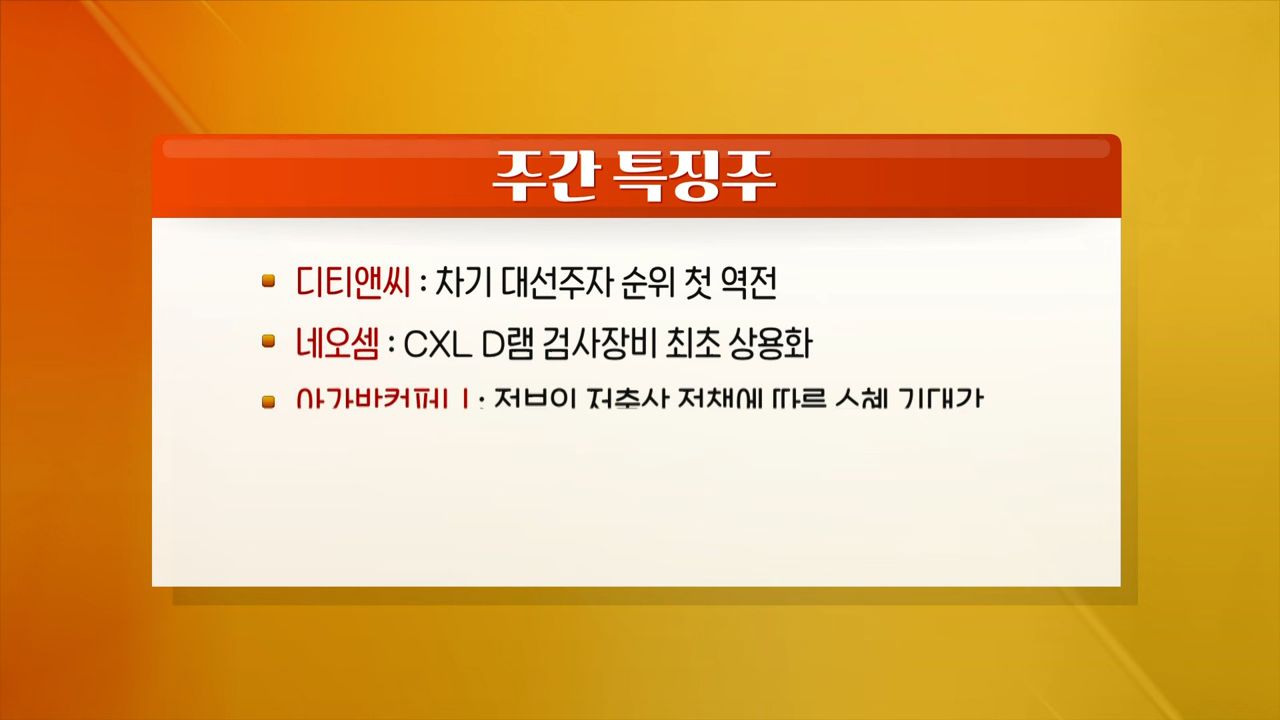 주간 특징주
디티앤씨 : 차기 대선주자 순위 첫 역전
네오셈 : CXL D램 검사장비 최초 상용화